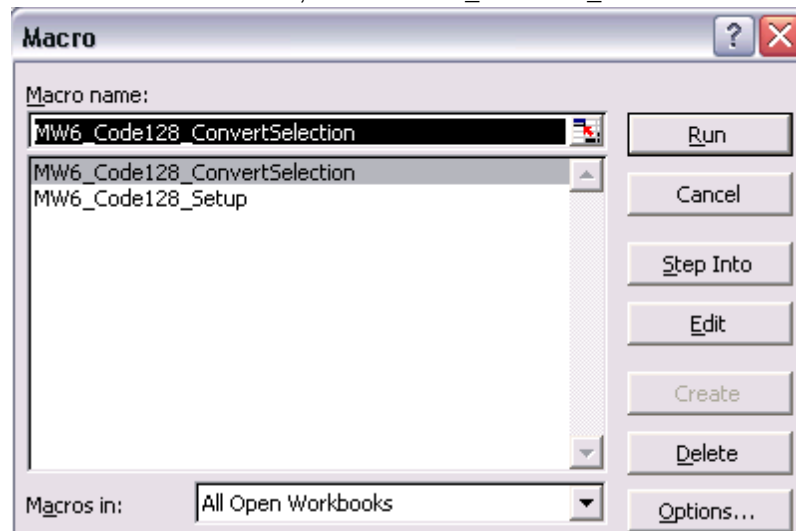 Macro
Macro name:
MW6_Code128_ConvertSelection
Run
MW6_Code128_ConvertSelection
MW6_Code128_Setup
Cancel
Step Into
Edit
Create
Delete
Macros in: All Open Workbooks
Options...